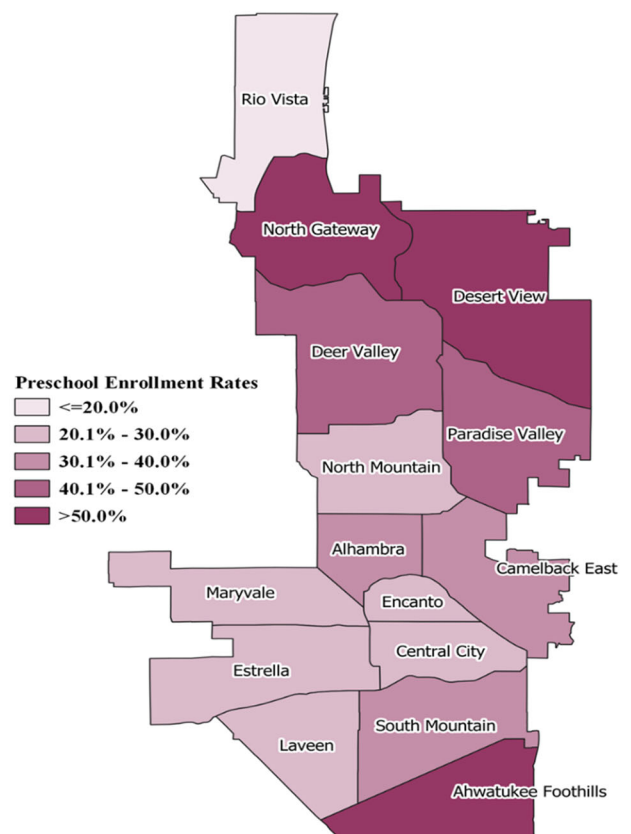 Rio Vista
North Gateway
Desert View
Deer Valley
Preschool Enrollment Rates
<=20.0%
20.1% - 30.0%
30.1% - 40.0%
40.1% - 50.0%
>50.0%
Paradise Valley
North Mountain
Alhambra
Camelback East
Maryvale
Encanto
Central City
Estrella
South Mountain
Laveen
Ahwatukee Foothills